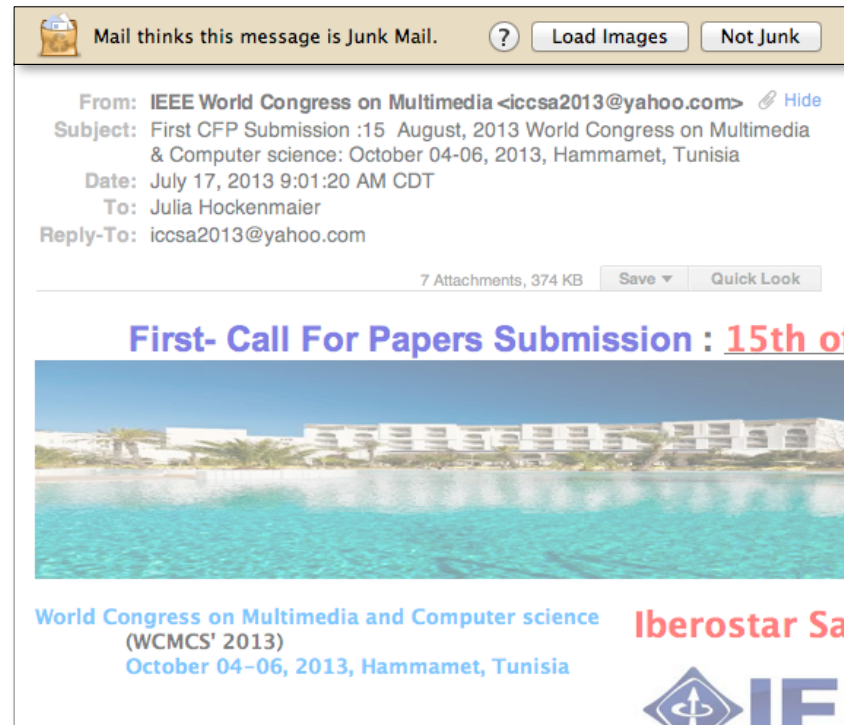 Mail thinks this message is Junk Mail. ? Load Images Not Junk
From: IEEE World Congress on Multimedia <iccsa2013@yahoo.com> Hide
Subject: First CFP Submission :15 August, 2013 World Congress on Multimedia
& Computer science: October 04-06, 2013, Hammamet, Tunisia
Date: July 17, 2013 9:01:20 AM CDT
To: Julia Hockenmaier
Reply-To: iccsa2013@yahoo.com
7 Attachments, 374 KB Save Quick Look
First- Call For Papers Submission : 15th of
World Congress on Multimedia and Computer science
(WCMCS' 2013)
October 04-06, 2013, Hammamet, Tunisia
Iberostar Sa
IE